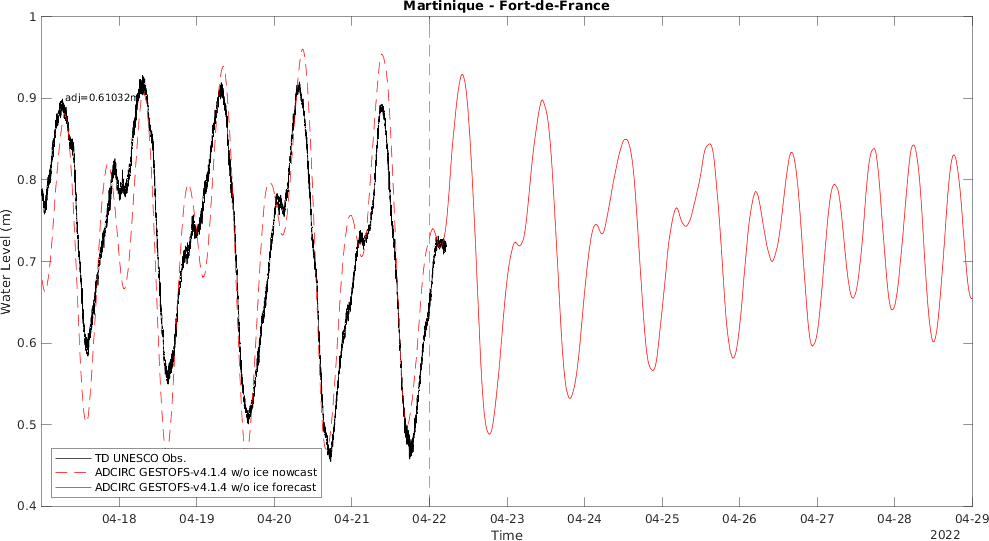 Martinique - Fort-de-France
Water Level (m)
1
0.9
0.8
0.7
0.6
0.5
0.4
adj=0.61032m
TD UNESCO Obs.
ADCIRC GESTOFS-v4.1.4 w/o ice nowcast
ADCIRC GESTOFS-v4.1.4 w/o ice forecast
04-18 04-19 04-20 04-21 04-22 04-23 04-24 04-25 04-26 04-27 04-28 04-29
Time
2022